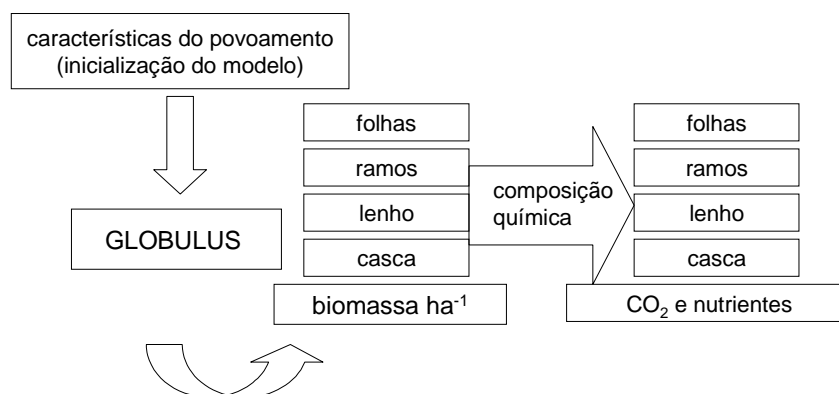 características do povoamento
(inicialização do modelo)
GLOBULUS
folhas
ramos
lenho
casca
biomassa ha⁻¹
composição
química
folhas
ramos
lenho
casca
CO₂ e nutrientes